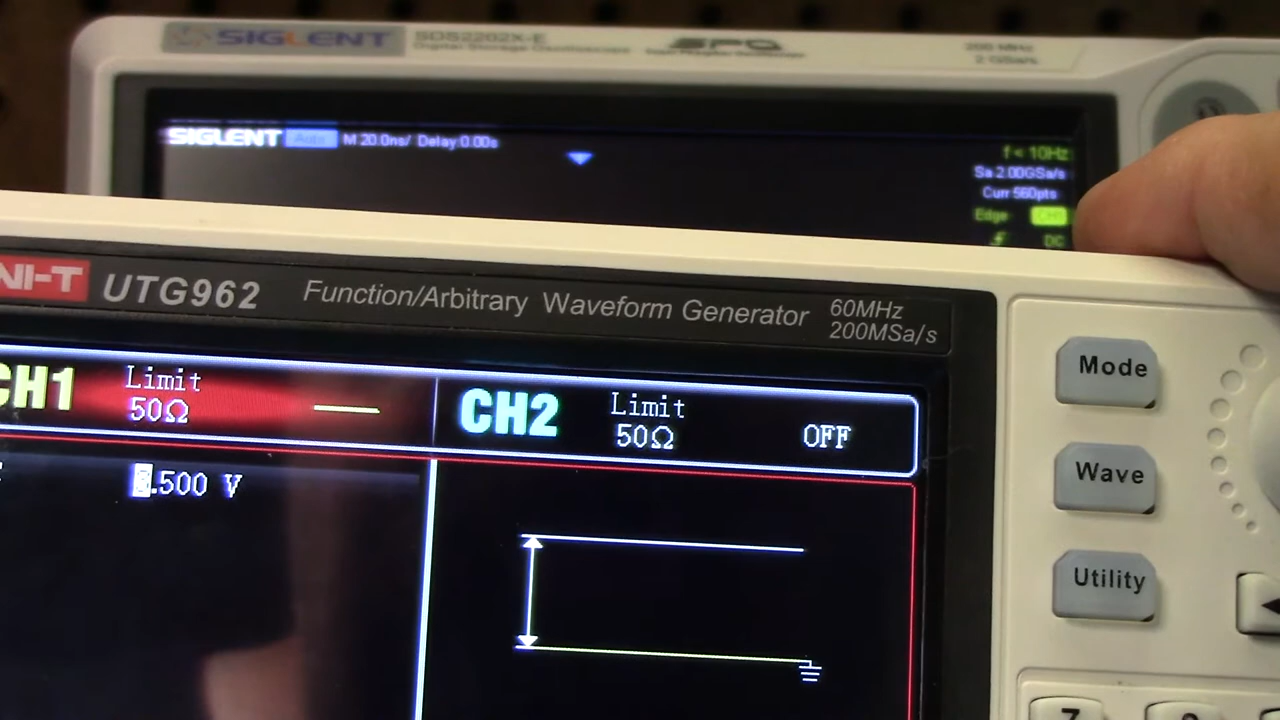 SIGLENT SDS2202X-E
Digital Storage Oscilloscope
SPO
200 MHz
2 GSa/s
SIGLENT Auto M 20.0ns/ Delay:0.00s
f < 10Hz
Sa 2.00GSa/s
Curr 560pts
Edge CH1
DC
NI-T UTG962 Function/Arbitrary Waveform Generator
60MHz
200MSa/s
CH1 Limit
50Ω
CH2 Limit
50Ω OFF
.500 V
Mode
Wave
Utility
7